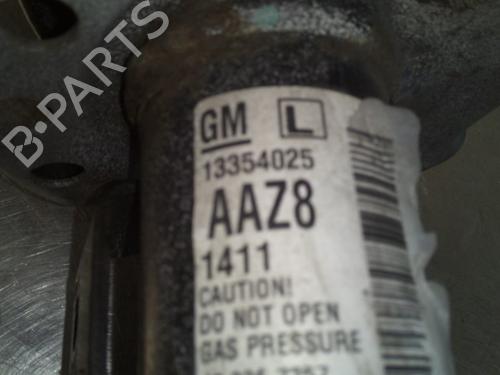 B-PARTS
GM L
13354025
AAZ8
1411
CAUTION!
DO NOT OPEN
GAS PRESSURE